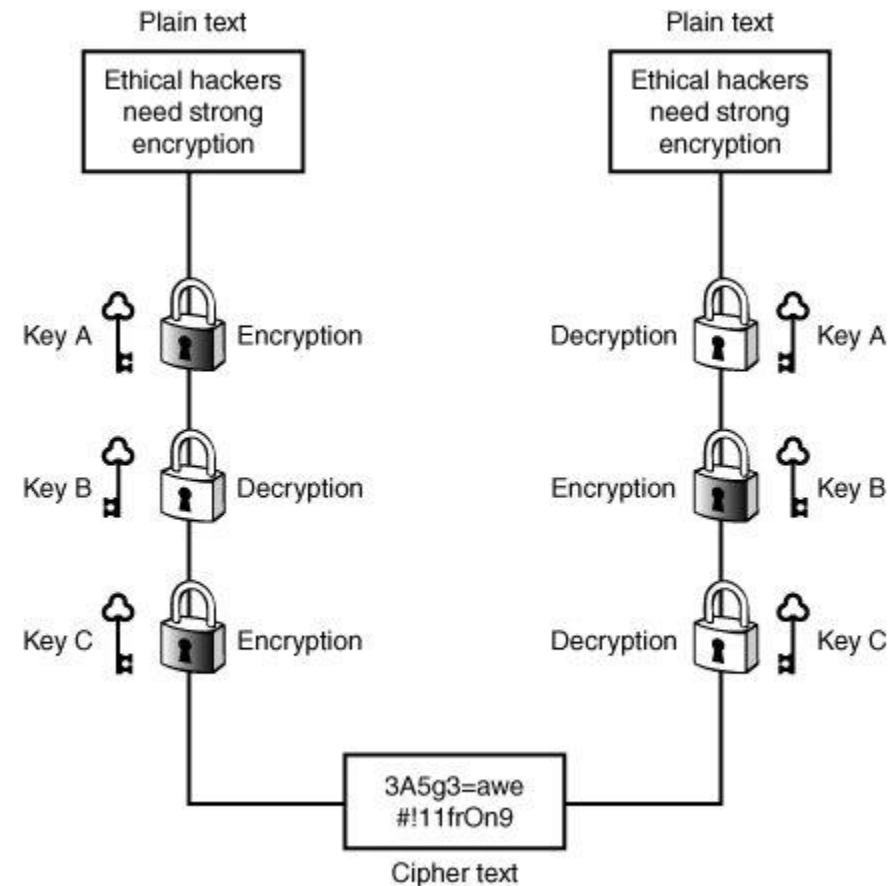 Plain text
Plain text
Ethical hackers
need strong
encryption
Ethical hackers
need strong
encryption
Key A
Encryption
Decryption
Key A
Key B
Decryption
Encryption
Key B
Key C
Encryption
Decryption
Key C
3A5g3=awe
#!11frOn9
Cipher text